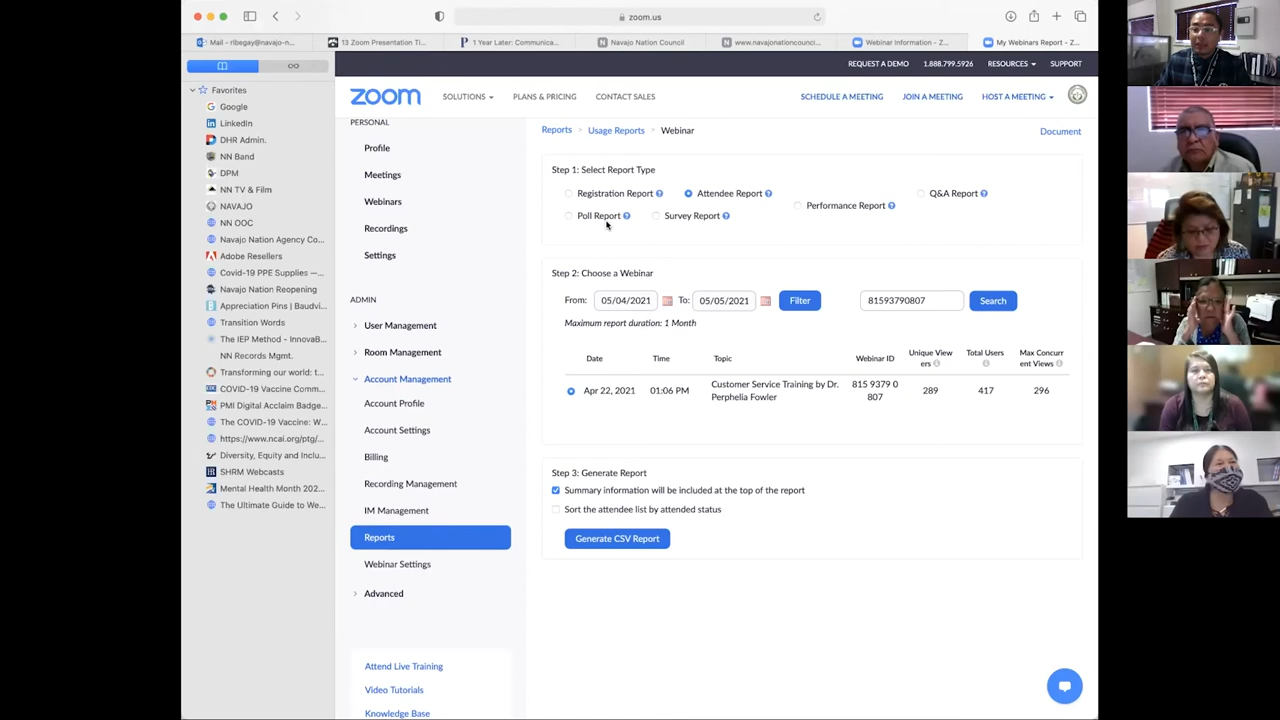 zoom.us
Mail - ribegay@navajo-n...
13 Zoom Presentation Ti...
1 Year Later: Communica...
Navajo Nation Council
www.navajonationcounci...
Webinar Information - Z...
My Webinars Report - Z...
Favorites
Google
LinkedIn
DHR Admin.
NN Band
DPM
NN TV & Film
NAVAJO
NN OOC
Navajo Nation Agency Co...
Adobe Resellers
Covid-19 PPE Supplies —...
Navajo Nation Reopening
Appreciation Pins | Baudvi...
Transition Words
The IEP Method - InnovaB...
NN Records Mgmt.
Transforming our world: t...
COVID-19 Vaccine Comm...
PMI Digital Acclaim Badge...
The COVID-19 Vaccine: W...
https://www.ncai.org/ptg/...
Diversity, Equity and Inclu...
SHRM Webcasts
Mental Health Month 202...
The Ultimate Guide to We...
REQUEST A DEMO
1.888.799.5926
RESOURCES
SUPPORT
zoom
SOLUTIONS
PLANS & PRICING
CONTACT SALES
SCHEDULE A MEETING
JOIN A MEETING
HOST A MEETING
PERSONAL
Profile
Meetings
Webinars
Recordings
Settings
ADMIN
User Management
Room Management
Account Management
Account Profile
Account Settings
Billing
Recording Management
IM Management
Reports
Webinar Settings
Advanced
Attend Live Training
Video Tutorials
Knowledge Base
Reports > Usage Reports > Webinar
Document
Step 1: Select Report Type
Registration Report ?
Attendee Report ?
Performance Report ?
Q&A Report ?
Poll Report ?
Survey Report ?
Step 2: Choose a Webinar
From: 05/04/2021 To: 05/05/2021 Filter
81593790807 Search
Maximum report duration: 1 Month
Date Time Topic Webinar ID Unique View Total Users Max Concurr
ers ent Views
Apr 22, 2021 01:06 PM Customer Service Training by Dr. 815 9379 0 289 417 296
Perphelia Fowler 807
Step 3: Generate Report
Summary information will be included at the top of the report
Sort the attendee list by attended status
Generate CSV Report